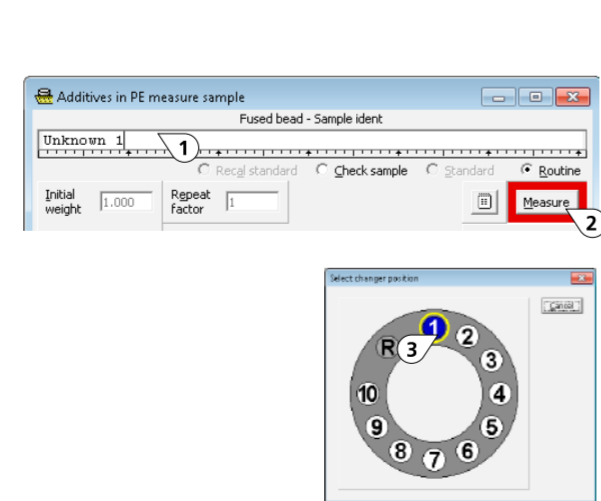 Additives in PE measure sample
Fused bead - Sample ident
Unknown 1
1
Recal standard Check sample Standard Routine
Initial weight 1.000 Repeat factor 1 Measure
2
Select changer position
Cancel
1
R 3 2
3
10 4
9 5
8 7 6